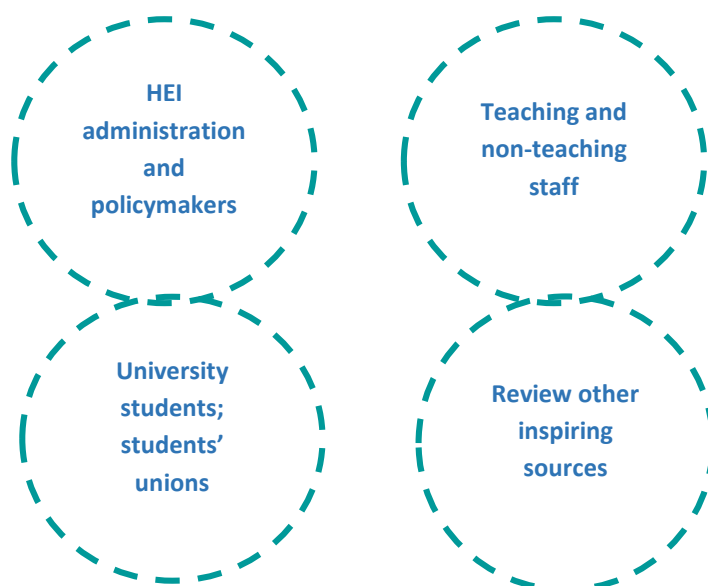 HEI
administration
and
policymakers
Teaching and
non-teaching
staff
University
students;
students’
unions
Review other
inspiring
sources